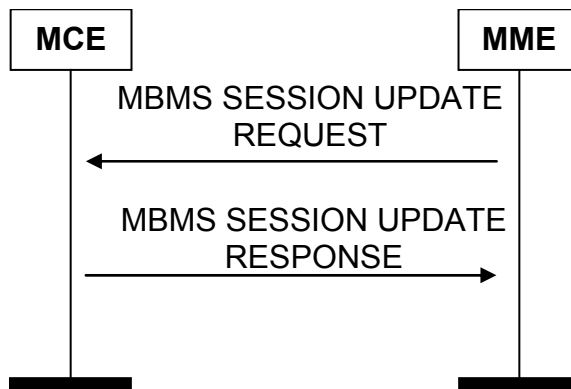 MCE
MME
MBMS SESSION UPDATE
REQUEST
MBMS SESSION UPDATE
RESPONSE